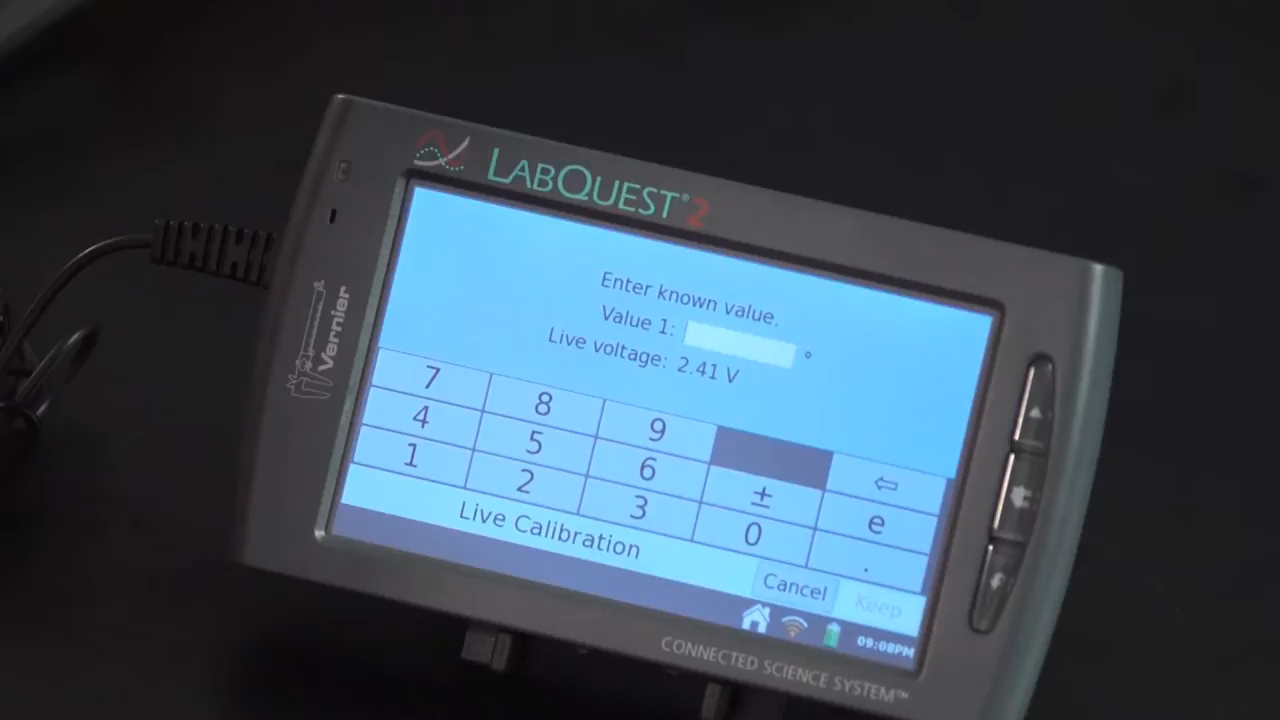 LABQUEST®2
Vernier
Enter known value.
Value 1: °
Live voltage: 2.41 V
7 8 9 ⇦
4 5 6 ± e
1 2 3 0 .
Live Calibration
Cancel Keep
09:08PM
CONNECTED SCIENCE SYSTEM™